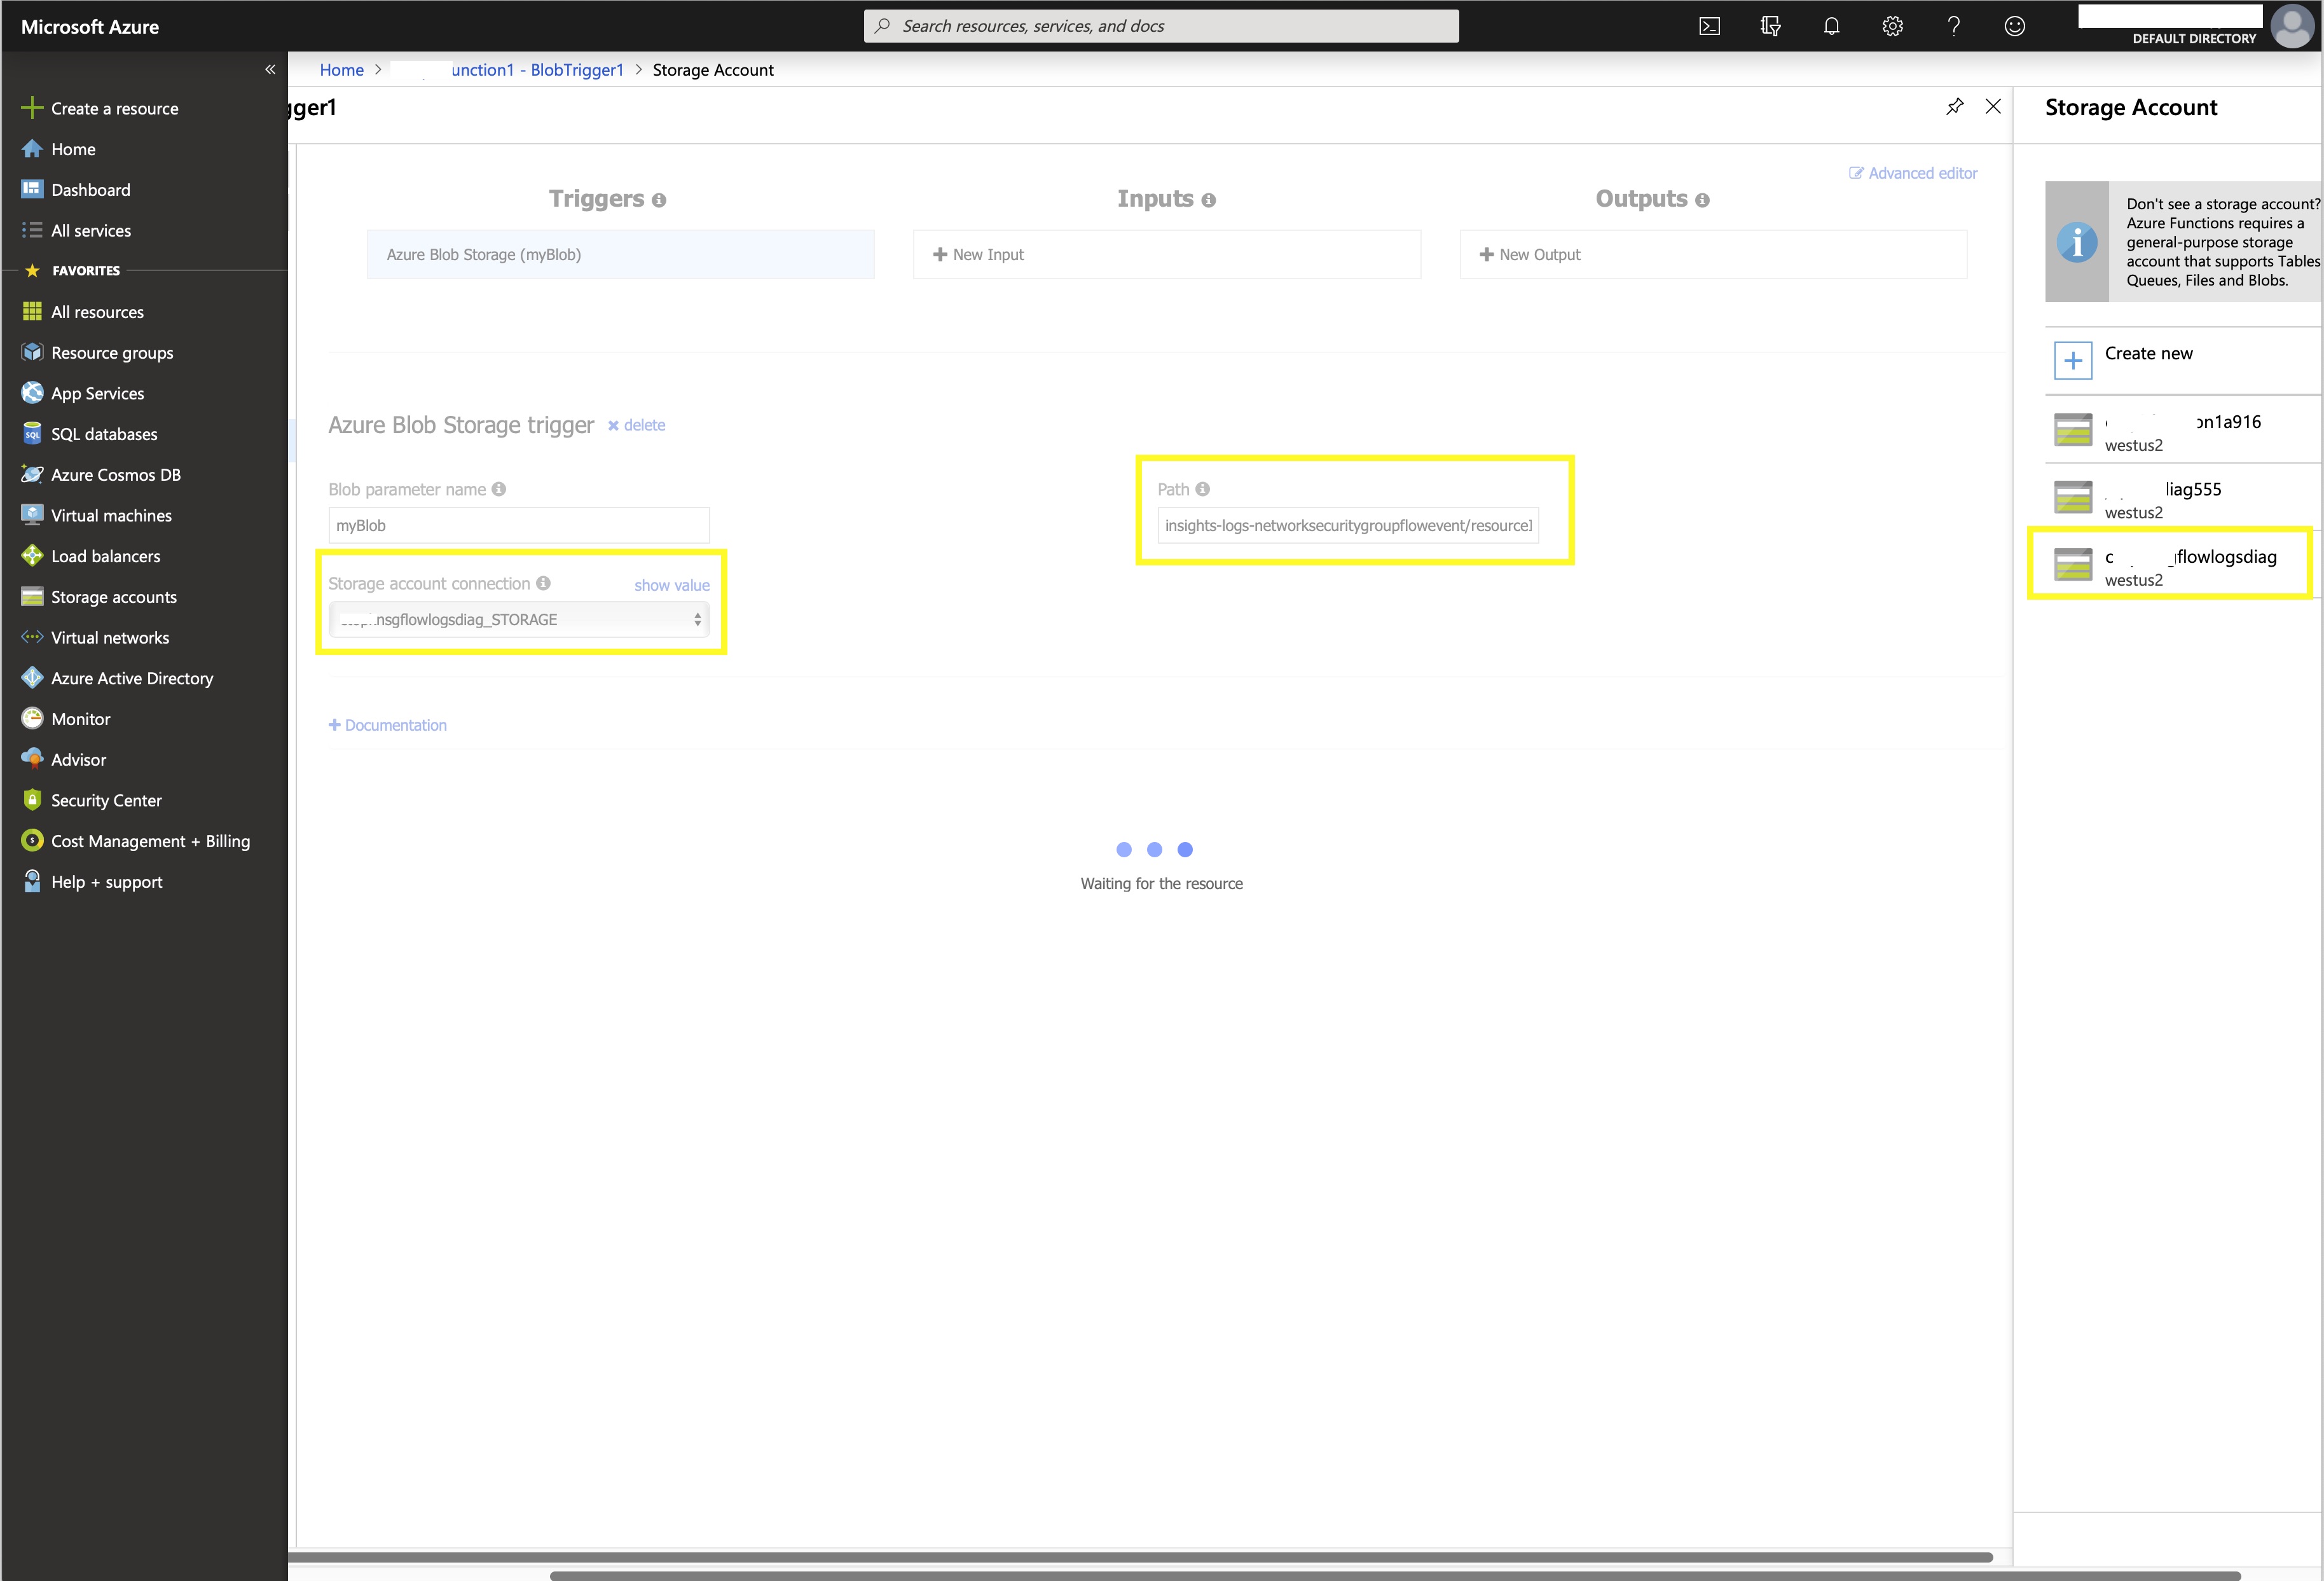 Microsoft Azure
Search resources, services, and docs
DEFAULT DIRECTORY
Home > unction1 - BlobTrigger1 > Storage Account
Create a resource
Home
Dashboard
All services
FAVORITES
All resources
Resource groups
App Services
SQL databases
Azure Cosmos DB
Virtual machines
Load balancers
Storage accounts
Virtual networks
Azure Active Directory
Monitor
Advisor
Security Center
Cost Management + Billing
Help + support
gger1
Advanced editor
Triggers
Inputs
Outputs
Azure Blob Storage (myBlob)
New Input
New Output
Azure Blob Storage trigger
delete
Blob parameter name
myBlob
Path
insights-logs-networksecuritygroupflowevent/resource
Storage account connection
show value
nsgflowlogsdiag_STORAGE
Documentation
Waiting for the resource
Storage Account
Don't see a storage account?
Azure Functions requires a
general-purpose storage
account that supports Tables
Queues, Files and Blobs.
Create new
on1a916
westus2
iag555
westus2
flowlogsdiag
westus2